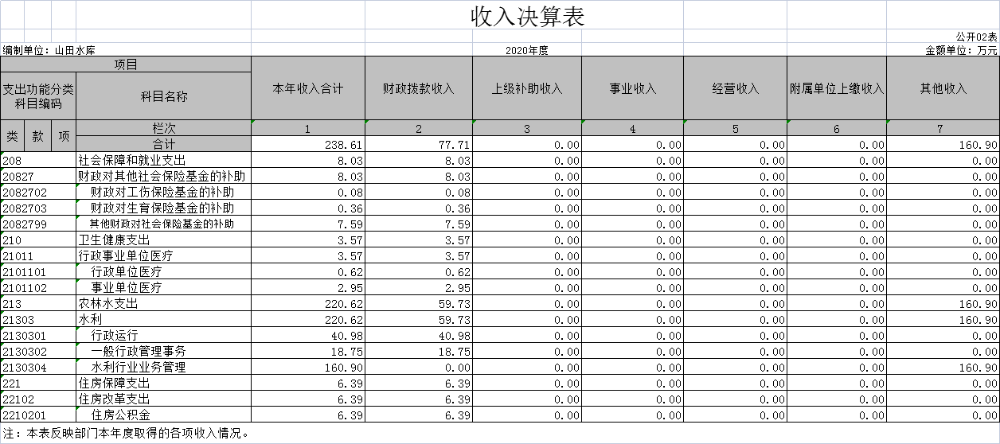 收入决算表
公开02表
编制单位：山田水库 2020年度 金额单位：万元
项目 本年收入合计 财政拨款收入 上级补助收入 事业收入 经营收入 附属单位上缴收入 其他收入
支出功能分类科目编码 科目名称
类 款 项 栏次 1 2 3 4 5 6 7
合计 238.61 77.71 0.00 0.00 0.00 0.00 160.90
208 社会保障和就业支出 8.03 8.03 0.00 0.00 0.00 0.00 0.00
20827 财政对其他社会保险基金的补助 8.03 8.03 0.00 0.00 0.00 0.00 0.00
2082702 财政对工伤保险基金的补助 0.08 0.08 0.00 0.00 0.00 0.00 0.00
2082703 财政对生育保险基金的补助 0.36 0.36 0.00 0.00 0.00 0.00 0.00
2082799 其他财政对社会保险基金的补助 7.59 7.59 0.00 0.00 0.00 0.00 0.00
210 卫生健康支出 3.57 3.57 0.00 0.00 0.00 0.00 0.00
21011 行政事业单位医疗 3.57 3.57 0.00 0.00 0.00 0.00 0.00
2101101 行政单位医疗 0.62 0.62 0.00 0.00 0.00 0.00 0.00
2101102 事业单位医疗 2.95 2.95 0.00 0.00 0.00 0.00 0.00
213 农林水支出 220.62 59.73 0.00 0.00 0.00 0.00 160.90
21303 水利 220.62 59.73 0.00 0.00 0.00 0.00 160.90
2130301 行政运行 40.98 40.98 0.00 0.00 0.00 0.00 0.00
2130302 一般行政管理事务 18.75 18.75 0.00 0.00 0.00 0.00 0.00
2130304 水利行业业务管理 160.90 0.00 0.00 0.00 0.00 0.00 160.90
221 住房保障支出 6.39 6.39 0.00 0.00 0.00 0.00 0.00
22102 住房改革支出 6.39 6.39 0.00 0.00 0.00 0.00 0.00
2210201 住房公积金 6.39 6.39 0.00 0.00 0.00 0.00 0.00
注：本表反映部门本年度取得的各项收入情况。